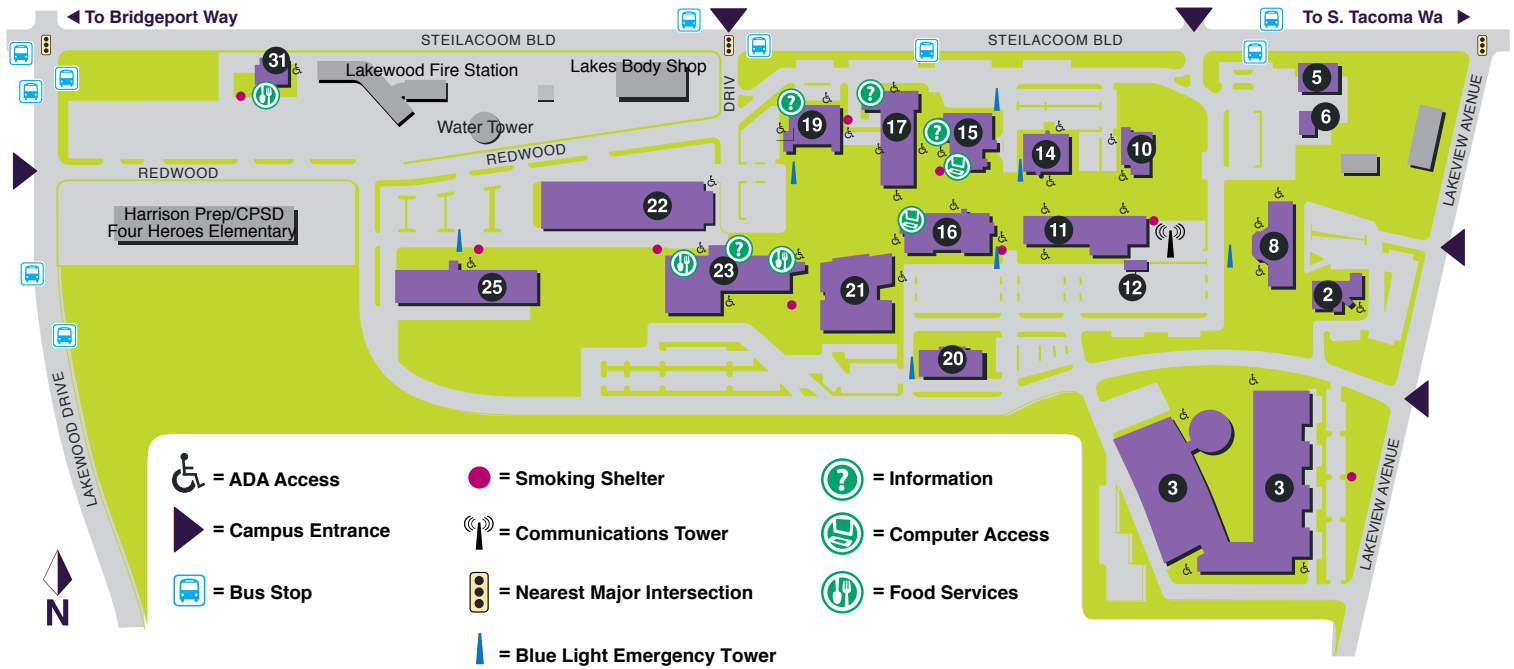 To Bridgeport Way
To S. Tacoma Wa
STEILACOOM BLD
STEILACOOM BLD
31
Lakewood Fire Station
Lakes Body Shop
DRIV
5
6
LAKEVIEW AVENUE
19
17
15
14
10
Water Tower
REDWOOD
REDWOOD
22
Harrison Prep/CPSD
Four Heroes Elementary
16
11
8
23
25
21
12
2
20
LAKEWOOD DRIVE
3
3
LAKEVIEW AVENUE
= ADA Access
= Smoking Shelter
= Information
= Campus Entrance
= Communications Tower
= Computer Access
= Bus Stop
= Nearest Major Intersection
= Food Services
= Blue Light Emergency Tower
N